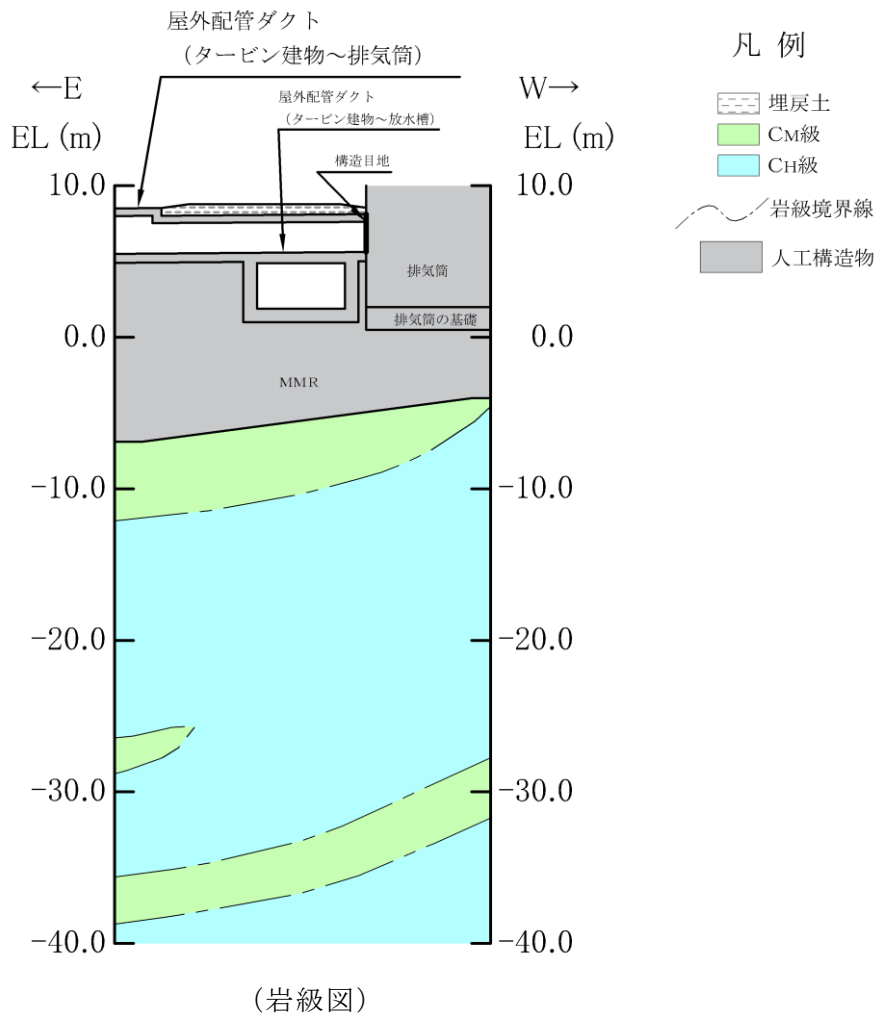 屋外配管ダクト
(タービン建物～排気筒)
←E
EL (m)
屋外配管ダクト
(タービン建物～放水槽)
構造目地
W→
EL (m)
凡 例
埋戻土
CM級
CH級
岩級境界線
人工構造物
10.0
10.0
排気筒
排気筒の基礎
0.0
0.0
MMR
-10.0
-10.0
-20.0
-20.0
-30.0
-30.0
-40.0
-40.0
(岩級図)